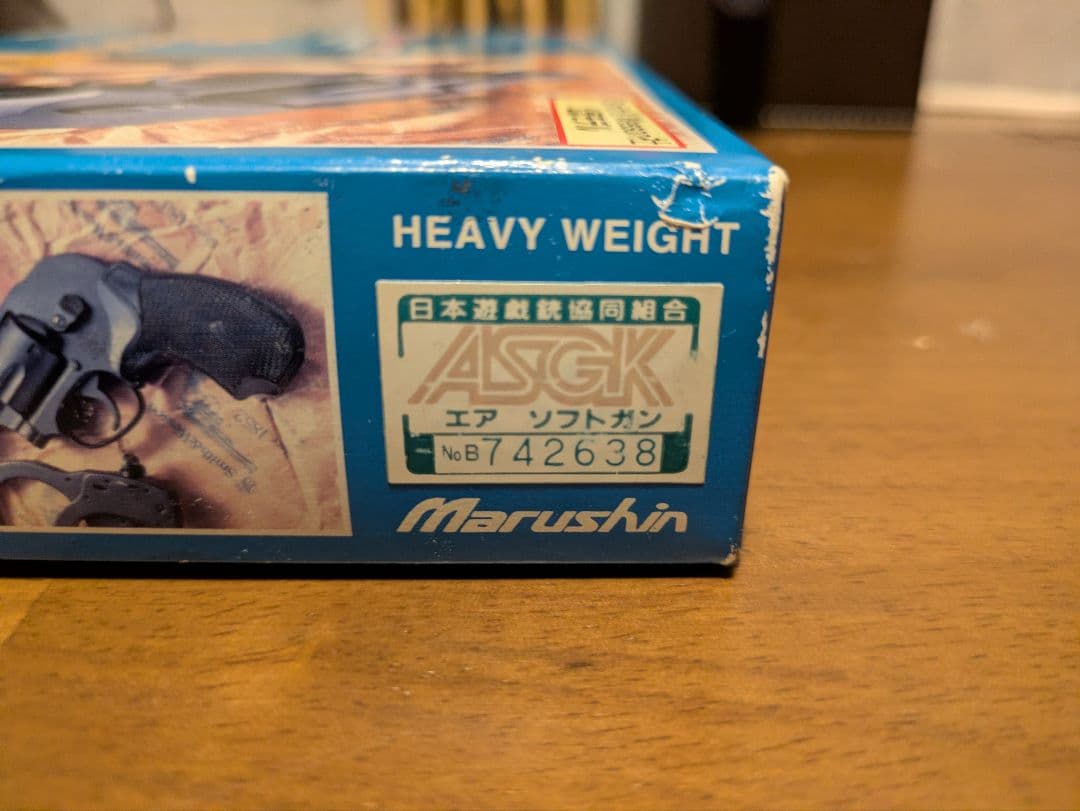 HEAVY WEIGHT
日本遊戯銃協同組合
ASGK
エア ソフトガン
NoB742638
Marushin